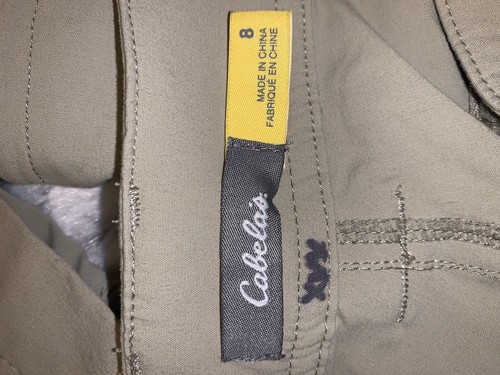 8
MADE IN CHINA
FABRIQUÉ EN CHINE
Cabela's